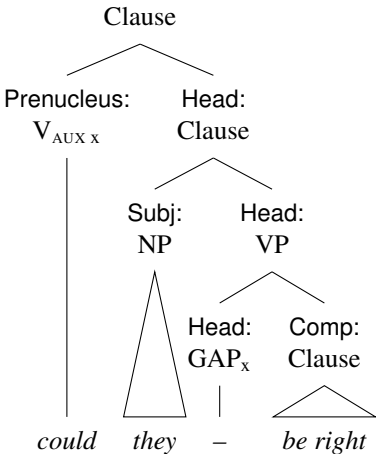 Clause
Prenucleus: Head:
V_AUX x Clause
Subj: Head:
NP VP
Head: Comp:
GAP_x Clause
could they – be right